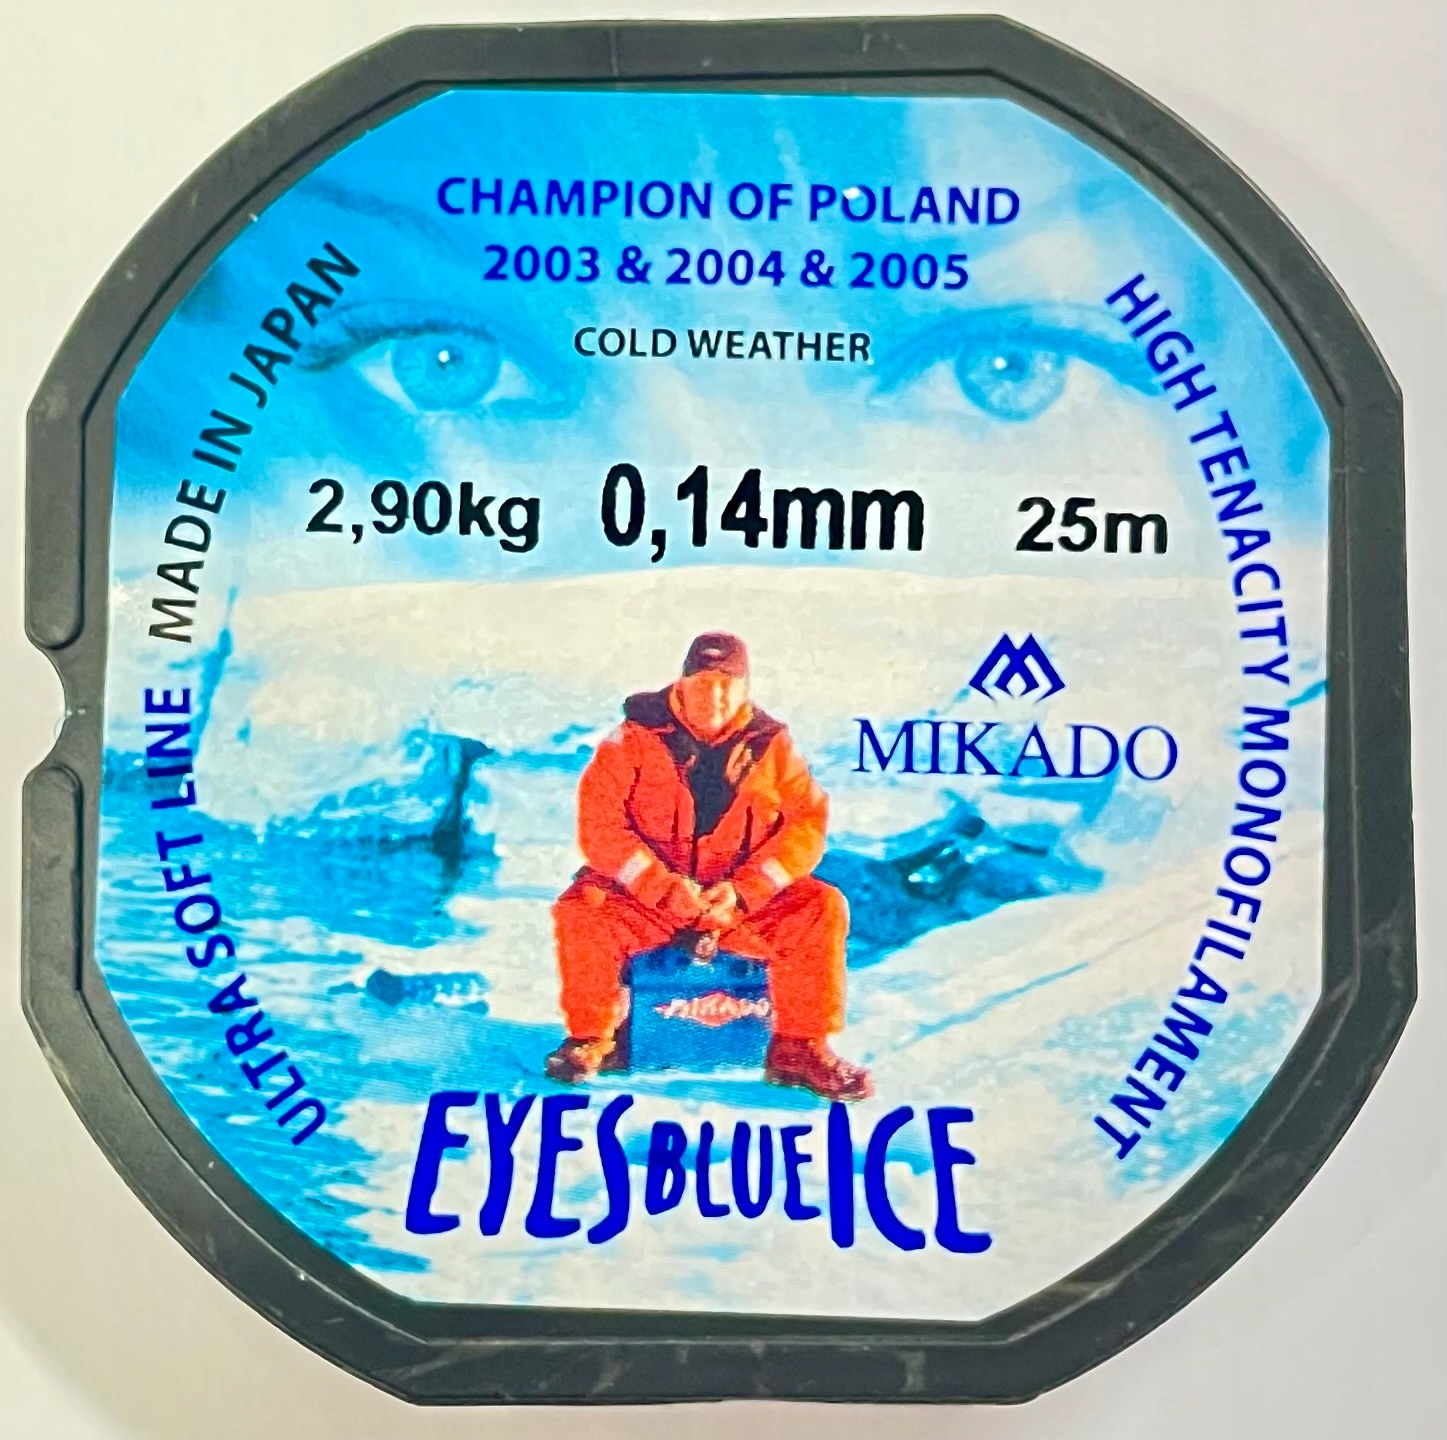 CHAMPION OF POLAND
2003 & 2004 & 2005
COLD WEATHER
MADE IN JAPAN
HIGH TENACITY MONOFILAMENT
2,90kg 0,14mm 25m
MIKADO
ULTRA SOFT LINE
MIKADO
EYES BLUE ICE